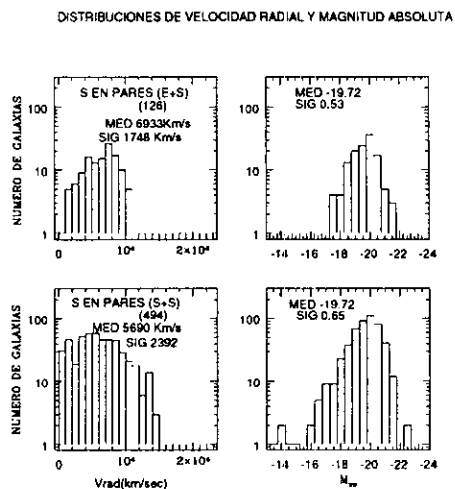 DISTRIBUCIONES DE VELOCIDAD RADIAL Y MAGNITUD ABSOLUTA
S EN PARES (E+S)
(126)
MED 6933Km/s
SIG 1748 Km/s
MED -19.72
SIG 0.53
NUMERO DE GALAXIAS
100
10
1
0 10⁴ 2×10⁴
100
10
1
-14 -16 -18 -20 -22 -24
S EN PARES (S+S)
(494)
MED 5690 Km/s
SIG 2392
MED -19.72
SIG 0.65
NUMERO DE GALAXIAS
100
10
1
0 10⁴ 2×10⁴
Vrad(km/sec)
100
10
1
-14 -16 -18 -20 -22 -24
M